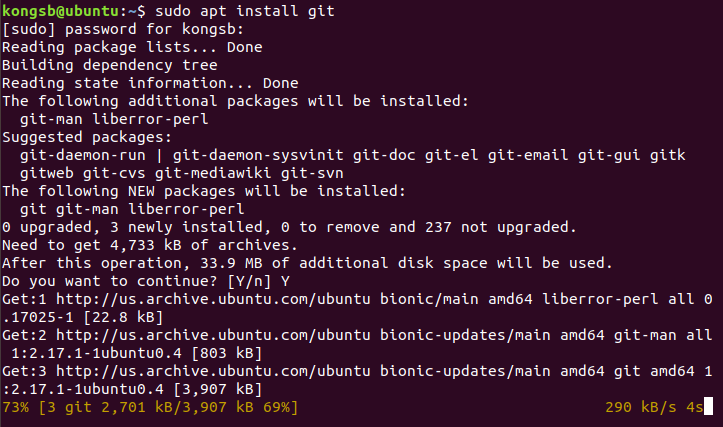 kongsb@ubuntu:~$ sudo apt install git
[sudo] password for kongsb:
Reading package lists... Done
Building dependency tree
Reading state information... Done
The following additional packages will be installed:
  git-man liberror-perl
Suggested packages:
  git-daemon-run | git-daemon-sysvinit git-doc git-el git-email git-gui gitk
  gitweb git-cvs git-mediawiki git-svn
The following NEW packages will be installed:
  git git-man liberror-perl
0 upgraded, 3 newly installed, 0 to remove and 237 not upgraded.
Need to get 4,733 kB of archives.
After this operation, 33.9 MB of additional disk space will be used.
Do you want to continue? [Y/n] Y
Get:1 http://us.archive.ubuntu.com/ubuntu bionic/main amd64 liberror-perl all 0
.17025-1 [22.8 kB]
Get:2 http://us.archive.ubuntu.com/ubuntu bionic-updates/main amd64 git-man all
 1:2.17.1-1ubuntu0.4 [803 kB]
Get:3 http://us.archive.ubuntu.com/ubuntu bionic-updates/main amd64 git amd64 1
:2.17.1-1ubuntu0.4 [3,907 kB]
73% [3 git 2,701 kB/3,907 kB 69%]                                  290 kB/s 4s